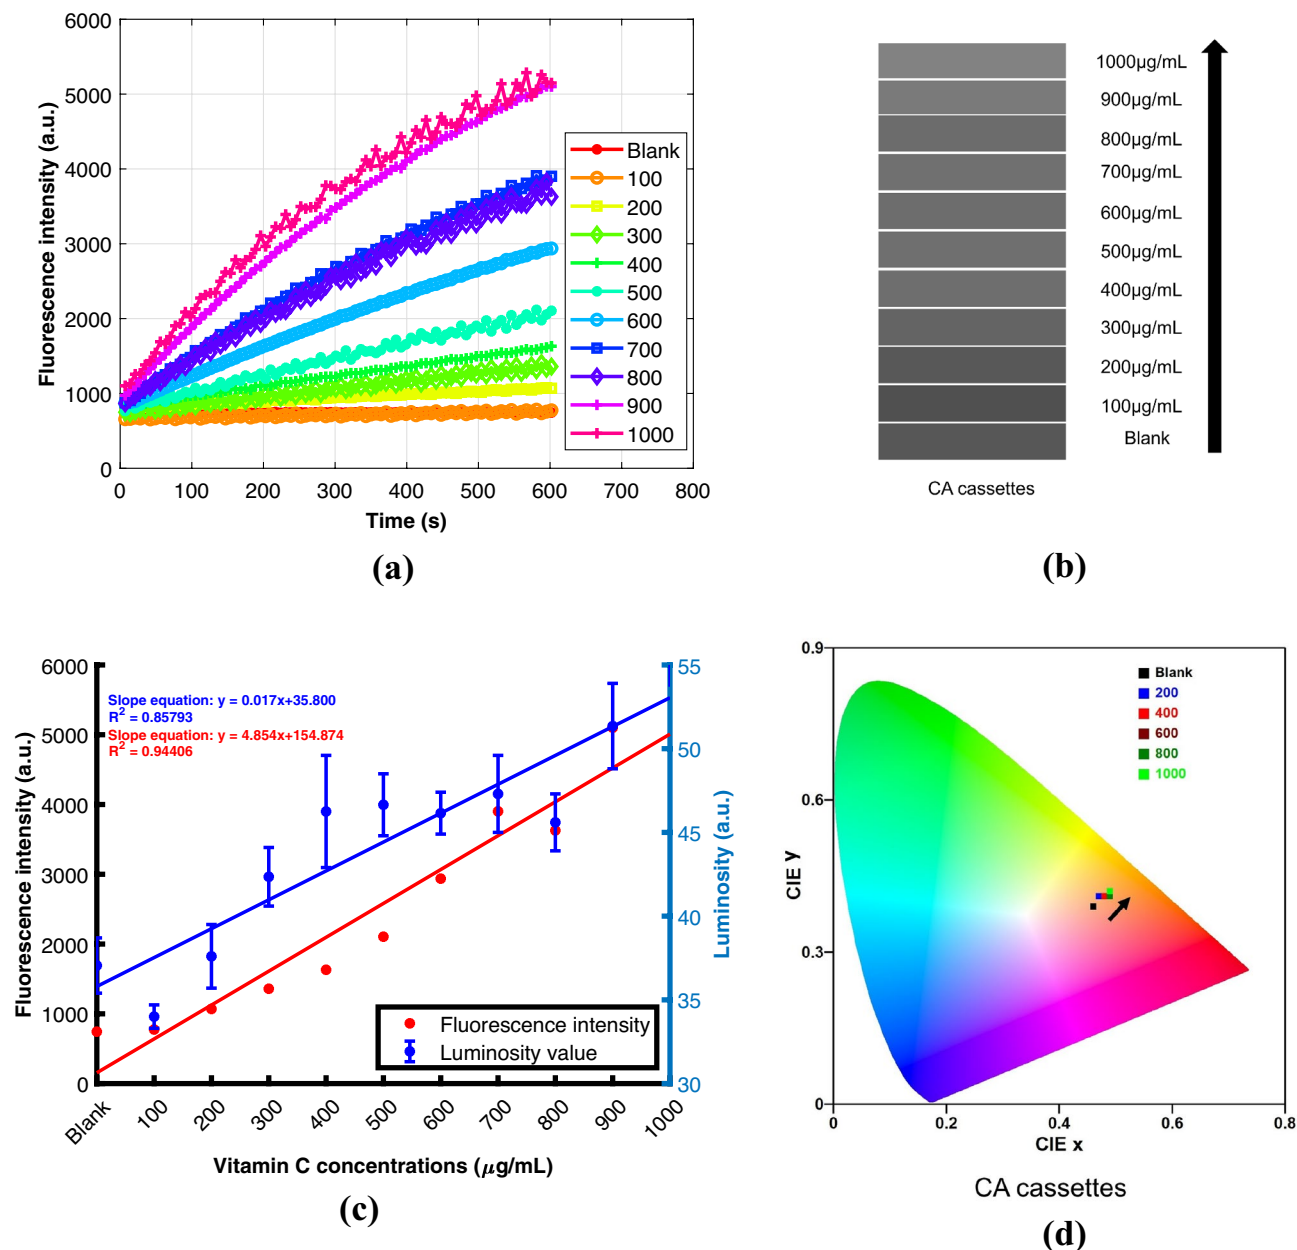 6000
5000
4000
3000
2000
1000
0
Fluorescence intensity (a.u.)
0 100 200 300 400 500 600 700 800
Time (s)
Blank
100
200
300
400
500
600
700
800
900
1000
(a)
1000µg/mL
900µg/mL
800µg/mL
700µg/mL
600µg/mL
500µg/mL
400µg/mL
300µg/mL
200µg/mL
100µg/mL
Blank
CA cassettes
(b)
6000
5000
4000
3000
2000
1000
0
Fluorescence intensity (a.u.)
Slope equation: y = 0.017x+35.800
R² = 0.85793
Slope equation: y = 4.854x+154.874
R² = 0.94406
Fluorescence intensity
Luminosity value
55
50
45
40
35
30
Luminosity (a.u.)
Blank 100 200 300 400 500 600 700 800 900 1000
Vitamin C concentrations (µg/mL)
(c)
0.9
0.6
0.3
0
CIE y
Blank
200
400
600
800
1000
0 0.2 0.4 0.6 0.8
CIE x
CA cassettes
(d)